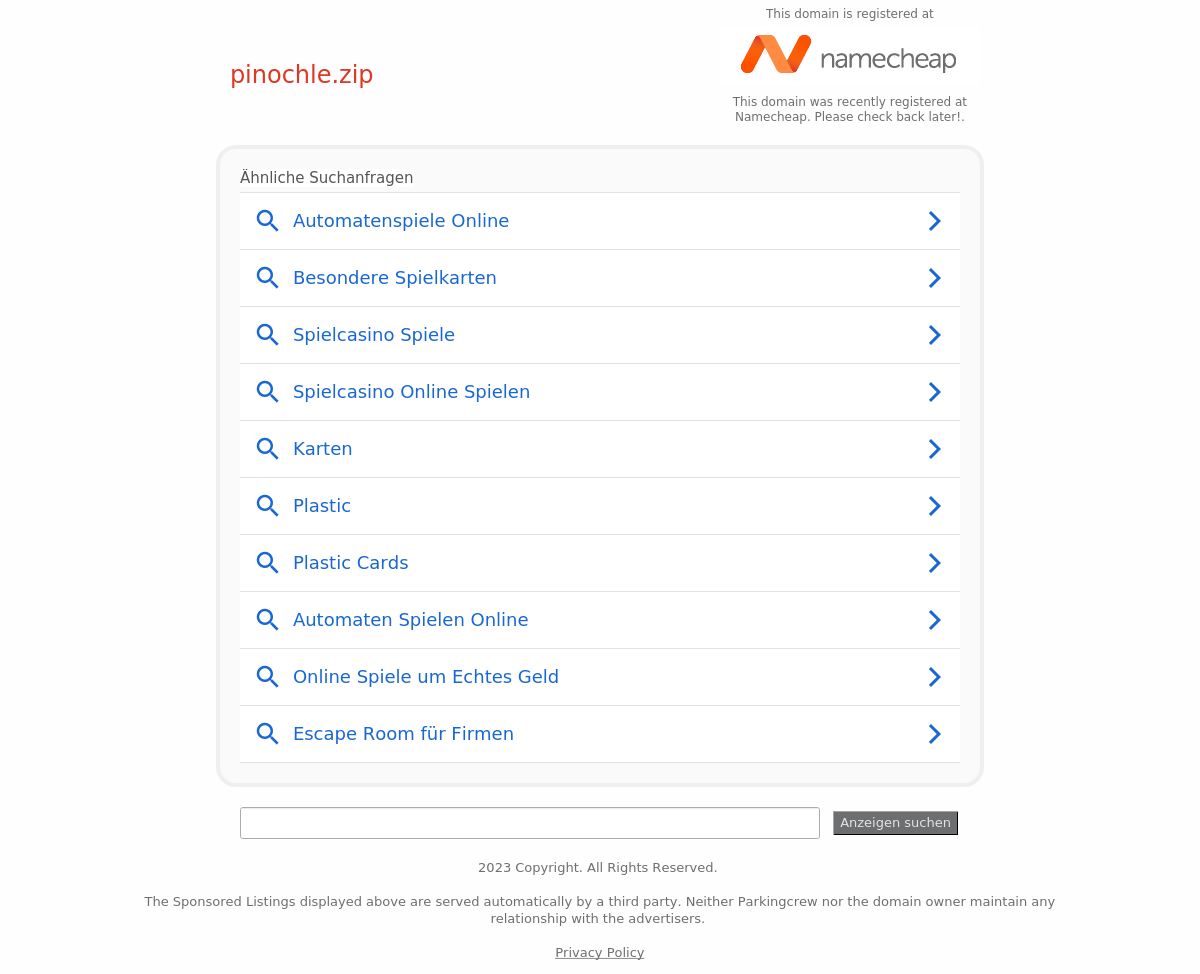 This domain is registered at
namecheap
pinochle.zip
This domain was recently registered at
Namecheap. Please check back later!.
Ähnliche Suchanfragen
Automatenspiele Online
Besondere Spielkarten
Spielcasino Spiele
Spielcasino Online Spielen
Karten
Plastic
Plastic Cards
Automaten Spielen Online
Online Spiele um Echtes Geld
Escape Room für Firmen
Anzeigen suchen
2023 Copyright. All Rights Reserved.
The Sponsored Listings displayed above are served automatically by a third party. Neither Parkingcrew nor the domain owner maintain any
relationship with the advertisers.
Privacy Policy